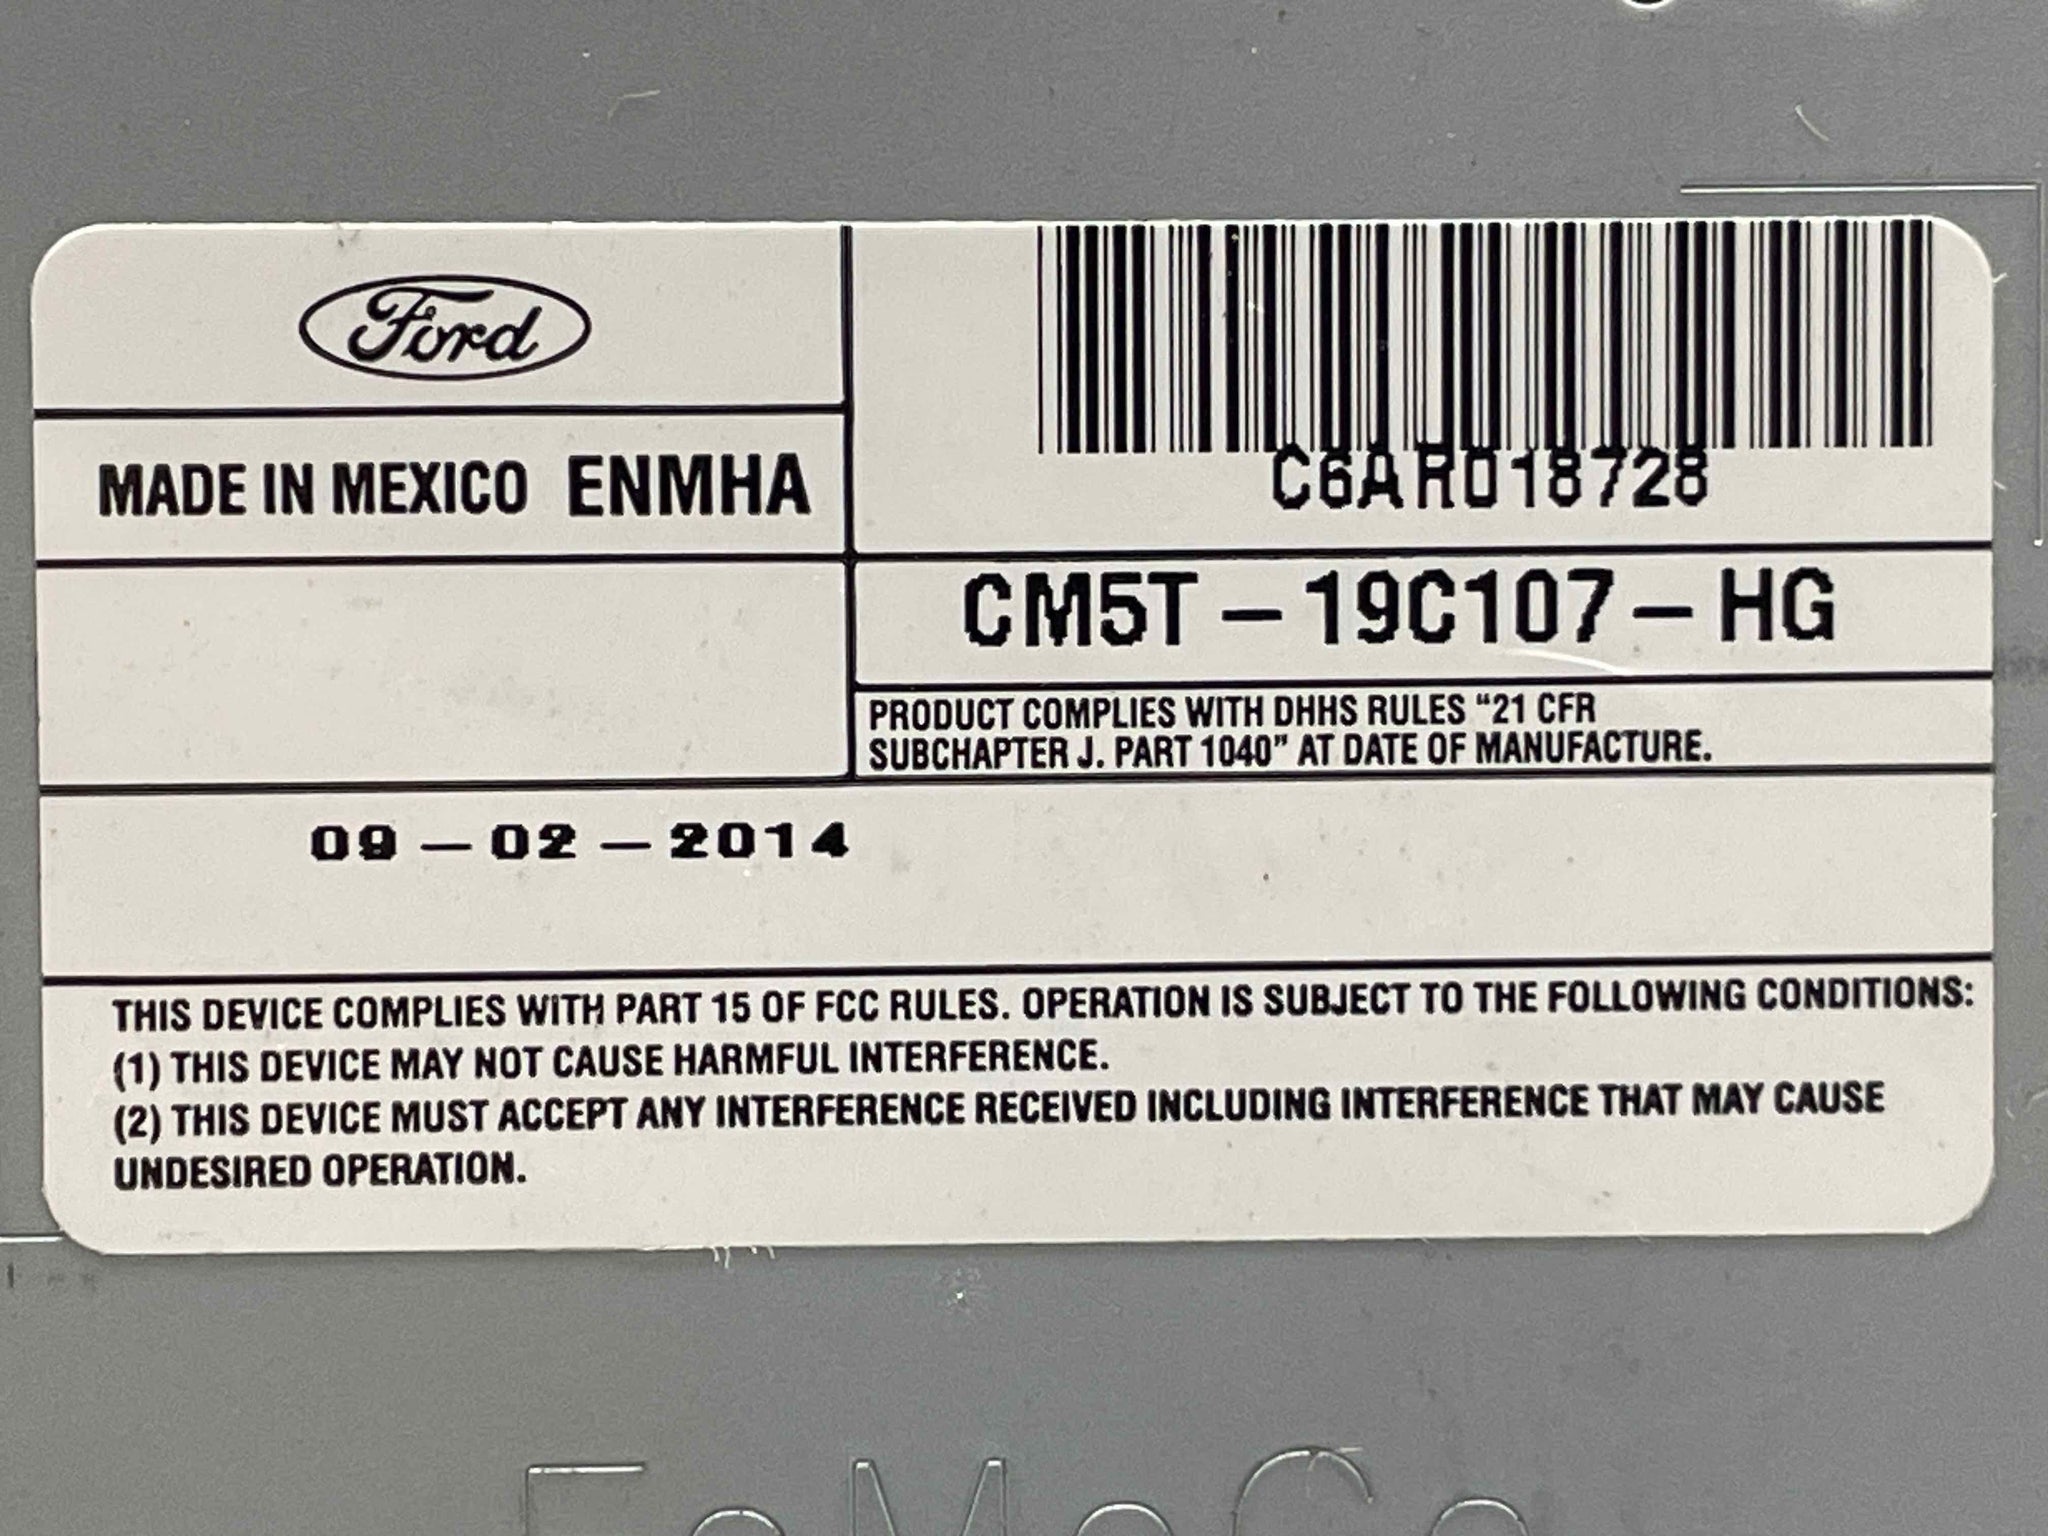 Ford
MADE IN MEXICO ENMHA
C6AR018728
CM5T-19C107-HG
PRODUCT COMPLIES WITH DHHS RULES “21 CFR
SUBCHAPTER J. PART 1040” AT DATE OF MANUFACTURE.
09-02-2014
THIS DEVICE COMPLIES WITH PART 15 OF FCC RULES. OPERATION IS SUBJECT TO THE FOLLOWING CONDITIONS:
(1) THIS DEVICE MAY NOT CAUSE HARMFUL INTERFERENCE.
(2) THIS DEVICE MUST ACCEPT ANY INTERFERENCE RECEIVED INCLUDING INTERFERENCE THAT MAY CAUSE
UNDESIRED OPERATION.
FoMoCo